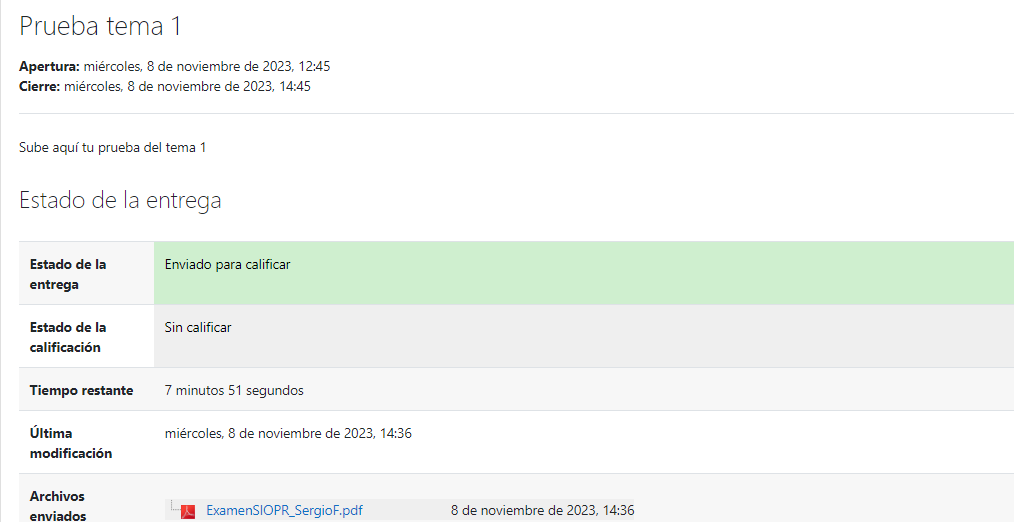 Prueba tema 1
Apertura: miércoles, 8 de noviembre de 2023, 12:45
Cierre: miércoles, 8 de noviembre de 2023, 14:45
Sube aquí tu prueba del tema 1
Estado de la entrega
Estado de la entrega
Enviado para calificar
Estado de la calificación
Sin calificar
Tiempo restante
7 minutos 51 segundos
Última modificación
miércoles, 8 de noviembre de 2023, 14:36
Archivos enviados
ExamenSIOPR_SergioF.pdf
8 de noviembre de 2023, 14:36